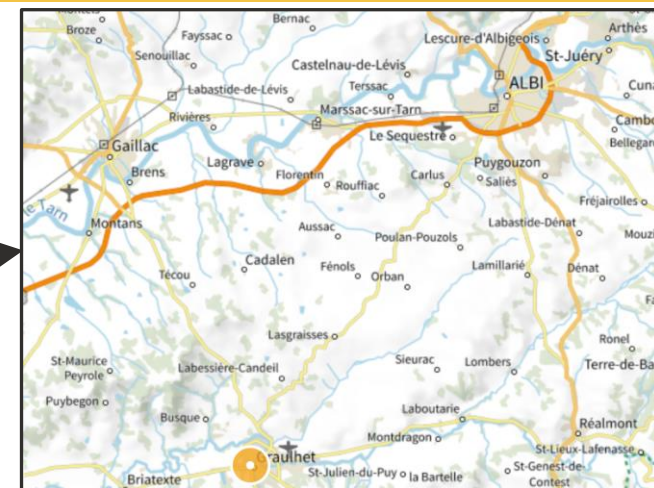 Broze
Bernac
Fayssac
Arthès
Lescure-d'Albigeois
St-Juéry
Senouillac
Castelnau-de-Lévis
Terssac
ALBI
Labastide-de-Lévis
Marssac-sur-Tarn
Rivières
Le Sequestre
Gaillac
Lagrave
Puygouzon
Brens
Florentin
Rouffiac
Carlus
Saliès
Fréjairolles
le Tarn
Montans
Aussac
Poulan-Pouzols
Labastide-Dénat
Cadalen
Técou
Fénols
Orban
Lamillarié
Dénat
Lasgraisses
Ronel
St-Maurice
Peyrole
Labessière-Candeil
Sieurac
Lombers
Puybegon
Busque
Laboutarie
Réalmont
Montdragon
St-Lieux-Lafenasse
Graulhet
Briatexte
St-Julien-du-Puy
la Bartelle
St-Genest-de-
Contest